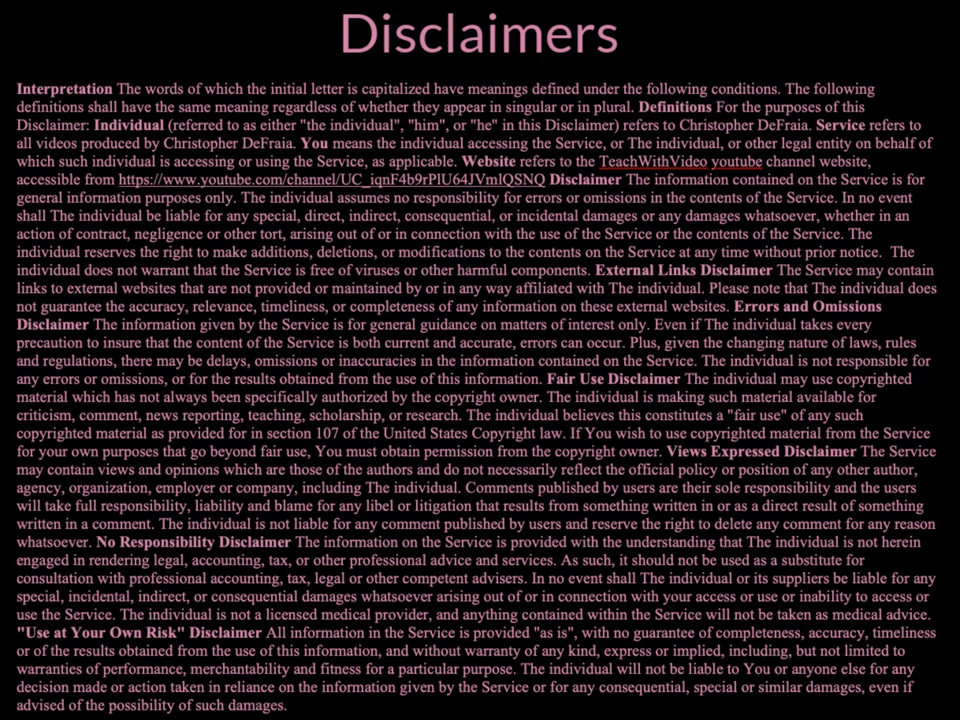 Disclaimers
Interpretation The words of which the initial letter is capitalized have meanings defined under the following conditions. The following
definitions shall have the same meaning regardless of whether they appear in singular or in plural. Definitions For the purposes of this
Disclaimer: Individual (referred to as either "the individual", "him", or "he" in this Disclaimer) refers to Christopher DeFraia. Service refers to
all videos produced by Christopher DeFraia. You means the individual accessing the Service, or The individual, or other legal entity on behalf of
which such individual is accessing or using the Service, as applicable. Website refers to the TeachWithVideo youtube channel website,
accessible from https://www.youtube.com/channel/UC_iqnF4b9rPlU64JVmlQSNQ Disclaimer The information contained on the Service is for
general information purposes only. The individual assumes no responsibility for errors or omissions in the contents of the Service. In no event
shall The individual be liable for any special, direct, indirect, consequential, or incidental damages or any damages whatsoever, whether in an
action of contract, negligence or other tort, arising out of or in connection with the use of the Service or the contents of the Service. The
individual reserves the right to make additions, deletions, or modifications to the contents on the Service at any time without prior notice. The
individual does not warrant that the Service is free of viruses or other harmful components. External Links Disclaimer The Service may contain
links to external websites that are not provided or maintained by or in any way affiliated with The individual. Please note that The individual does
not guarantee the accuracy, relevance, timeliness, or completeness of any information on these external websites. Errors and Omissions
Disclaimer The information given by the Service is for general guidance on matters of interest only. Even if The individual takes every
precaution to insure that the content of the Service is both current and accurate, errors can occur. Plus, given the changing nature of laws, rules
and regulations, there may be delays, omissions or inaccuracies in the information contained on the Service. The individual is not responsible for
any errors or omissions, or for the results obtained from the use of this information. Fair Use Disclaimer The individual may use copyrighted
material which has not always been specifically authorized by the copyright owner. The individual is making such material available for
criticism, comment, news reporting, teaching, scholarship, or research. The individual believes this constitutes a "fair use" of any such
copyrighted material as provided for in section 107 of the United States Copyright law. If You wish to use copyrighted material from the Service
for your own purposes that go beyond fair use, You must obtain permission from the copyright owner. Views Expressed Disclaimer The Service
may contain views and opinions which are those of the authors and do not necessarily reflect the official policy or position of any other author,
agency, organization, employer or company, including The individual. Comments published by users are their sole responsibility and the users
will take full responsibility, liability and blame for any libel or litigation that results from something written in or as a direct result of something
written in a comment. The individual is not liable for any comment published by users and reserve the right to delete any comment for any reason
whatsoever. No Responsibility Disclaimer The information on the Service is provided with the understanding that The individual is not herein
engaged in rendering legal, accounting, tax, or other professional advice and services. As such, it should not be used as a substitute for
consultation with professional accounting, tax, legal or other competent advisers. In no event shall The individual or its suppliers be liable for any
special, incidental, indirect, or consequential damages whatsoever arising out of or in connection with your access or use or inability to access or
use the Service. The individual is not a licensed medical provider, and anything contained within the Service will not be taken as medical advice.
"Use at Your Own Risk" Disclaimer All information in the Service is provided "as is", with no guarantee of completeness, accuracy, timeliness
or of the results obtained from the use of this information, and without warranty of any kind, express or implied, including, but not limited to
warranties of performance, merchantability and fitness for a particular purpose. The individual will not be liable to You or anyone else for any
decision made or action taken in reliance on the information given by the Service or for any consequential, special or similar damages, even if
advised of the possibility of such damages.